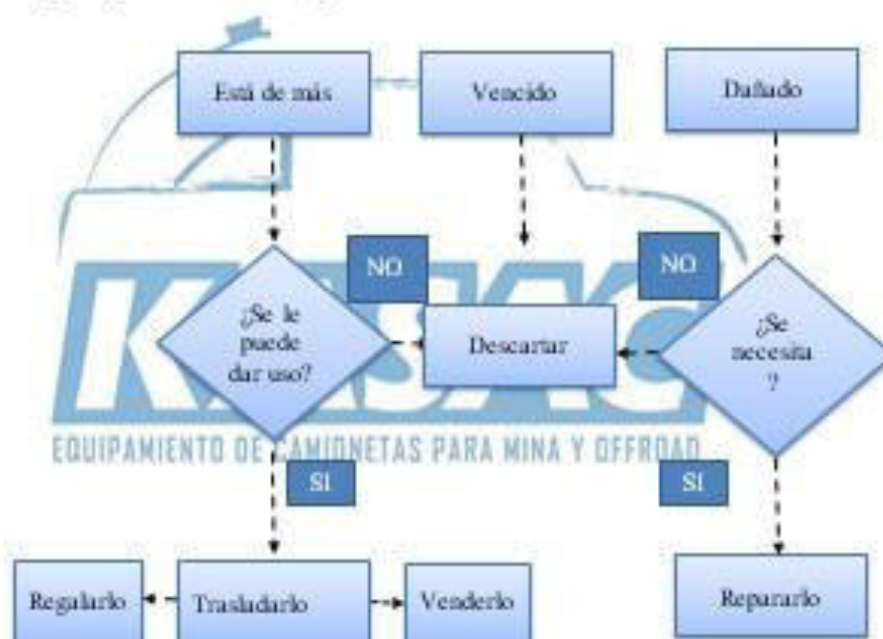 Está de más
Vencido
Dañado
NO
NO
¿Se le
puede
dar uso?
Descartar
¿Se
necesita
?
EQUIPAMIENTO DE CAMIONETAS PARA MINA Y OFFROAD
SI
SI
Regalarlo
Trasladarlo
Venderlo
Repararlo